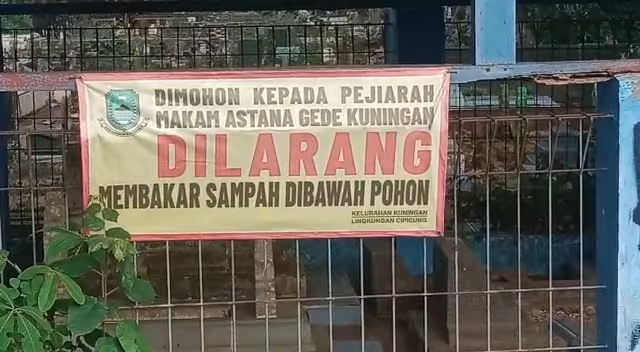 DIMOHON KEPADA PEJIARAH
MAKAM ASTANA GEDE KUNINGAN
DILARANG
MEMBAKAR SAMPAH DIBAWAH POHON
KELURAHAN KUNINGAN
LINGKUNGAN CIPICUNG